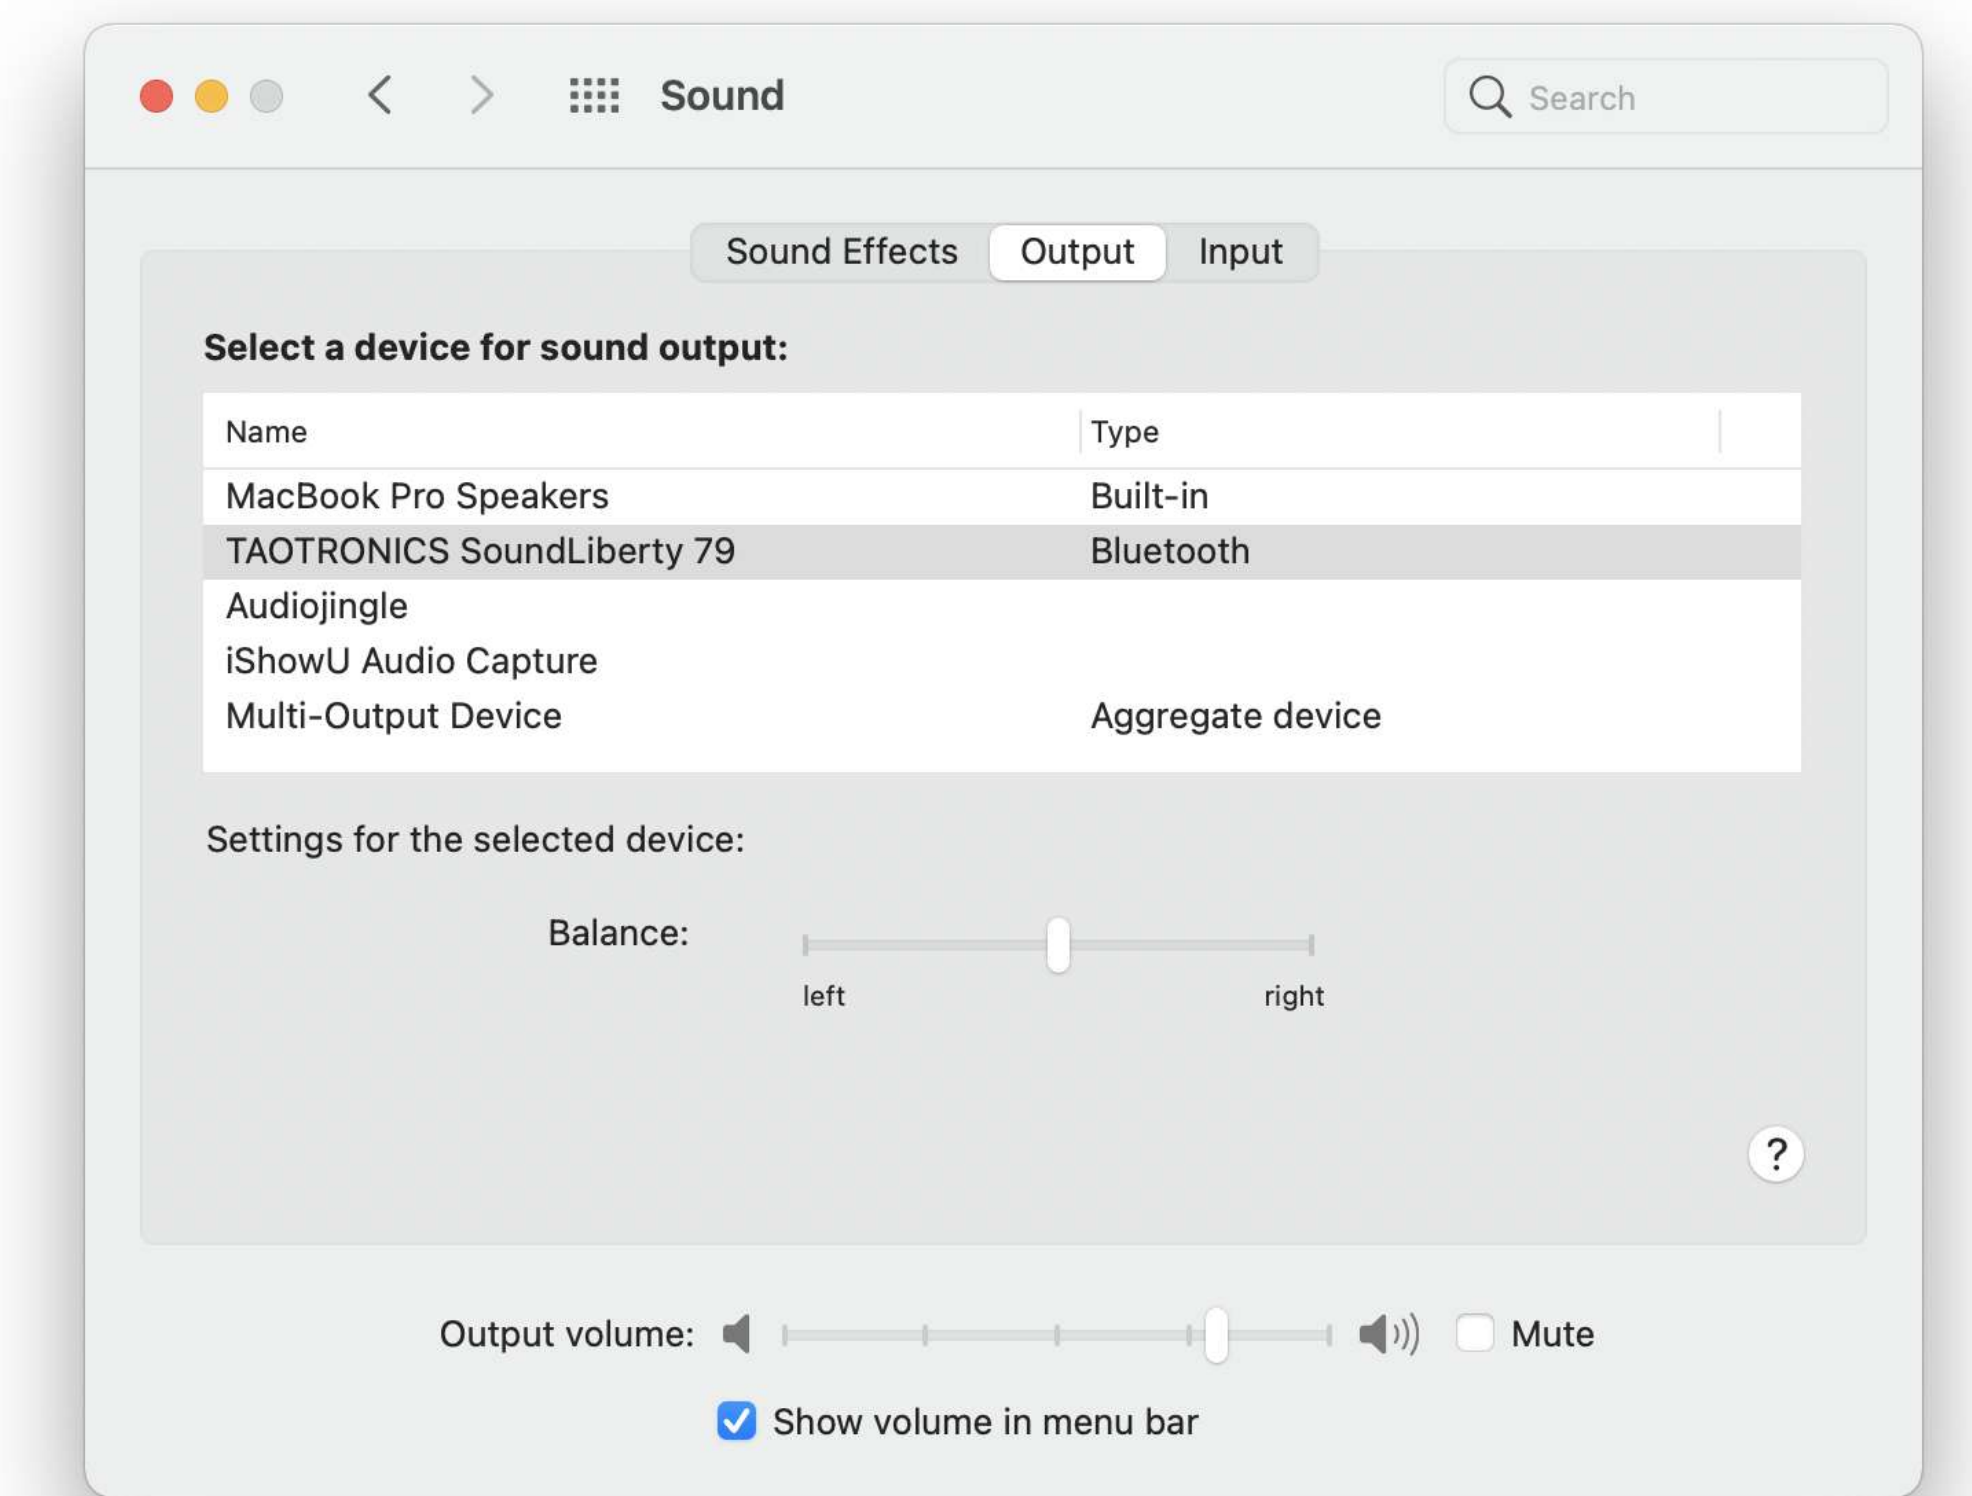 Sound
Search
Sound Effects Output Input
Select a device for sound output:
Name Type
MacBook Pro Speakers Built-in
TAOTRONICS SoundLiberty 79 Bluetooth
Audiojingle
iShowU Audio Capture
Multi-Output Device Aggregate device
Settings for the selected device:
Balance:
left right
?
Output volume: Mute
Show volume in menu bar